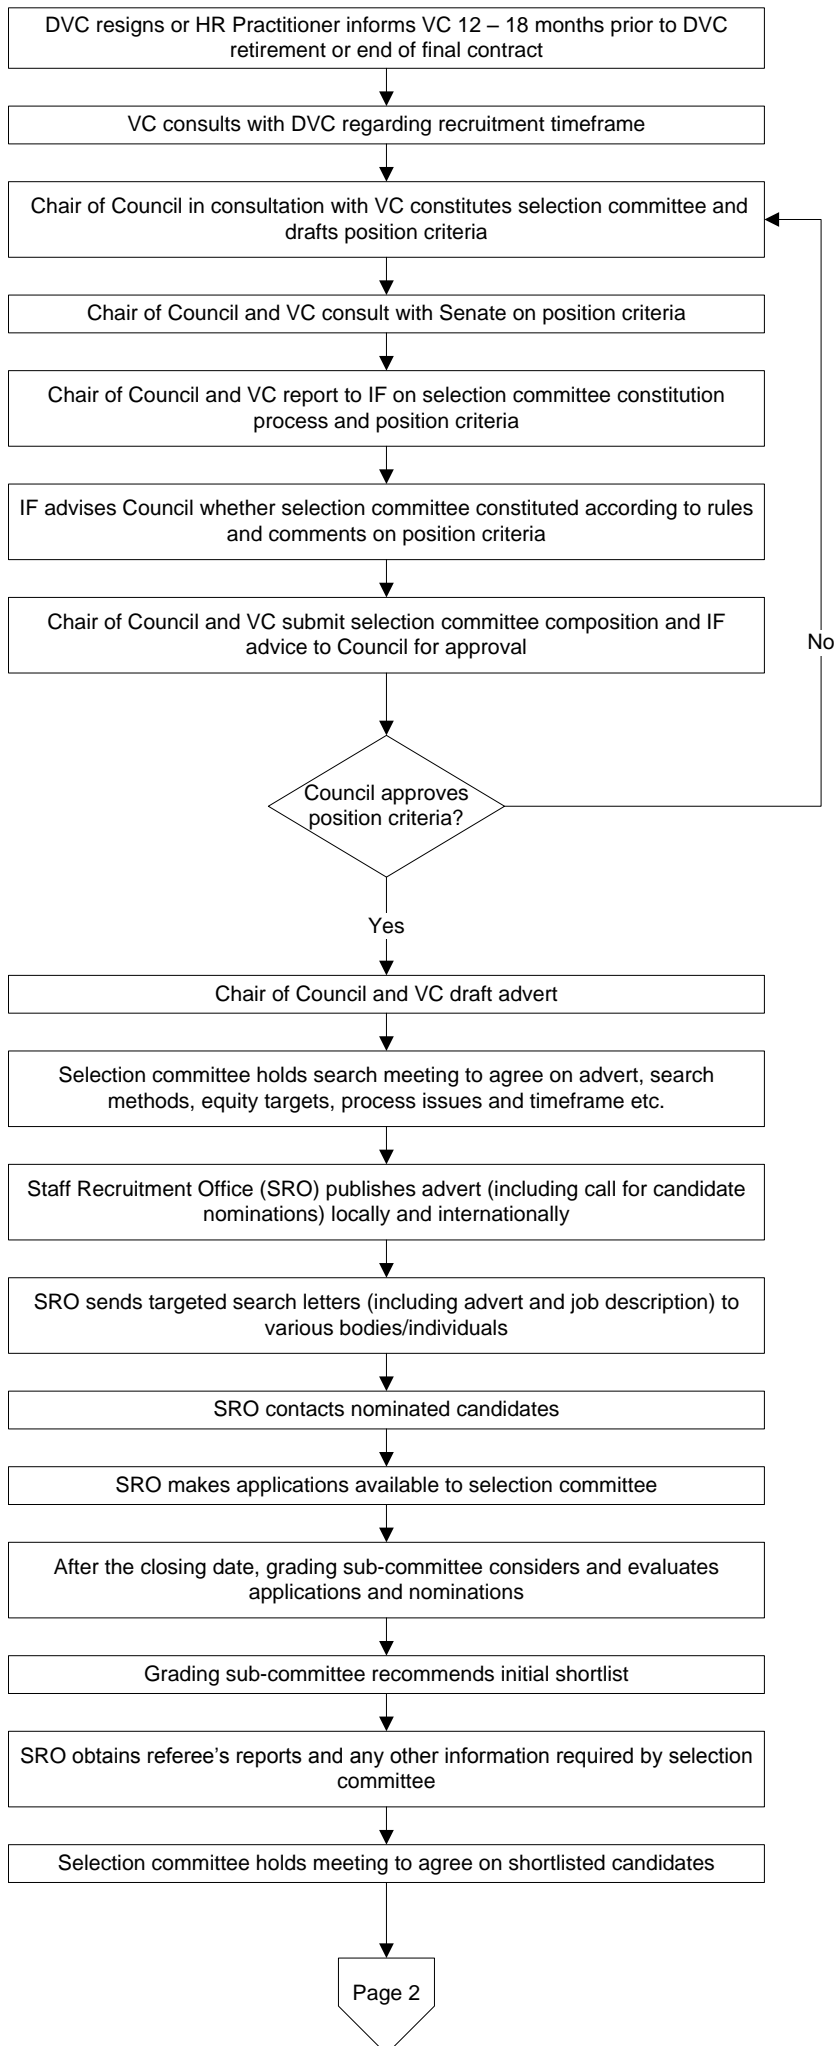 DVC resigns or HR Practitioner informs VC 12 – 18 months prior to DVC
retirement or end of final contract
VC consults with DVC regarding recruitment timeframe
Chair of Council in consultation with VC constitutes selection committee and
drafts position criteria
Chair of Council and VC consult with Senate on position criteria
Chair of Council and VC report to IF on selection committee constitution
process and position criteria
IF advises Council whether selection committee constituted according to rules
and comments on position criteria
Chair of Council and VC submit selection committee composition and IF
advice to Council for approval
No
Council approves
position criteria?
Yes
Chair of Council and VC draft advert
Selection committee holds search meeting to agree on advert, search
methods, equity targets, process issues and timeframe etc.
Staff Recruitment Office (SRO) publishes advert (including call for candidate
nominations) locally and internationally
SRO sends targeted search letters (including advert and job description) to
various bodies/individuals
SRO contacts nominated candidates
SRO makes applications available to selection committee
After the closing date, grading sub-committee considers and evaluates
applications and nominations
Grading sub-committee recommends initial shortlist
SRO obtains referee’s reports and any other information required by selection
committee
Selection committee holds meeting to agree on shortlisted candidates
Page 2